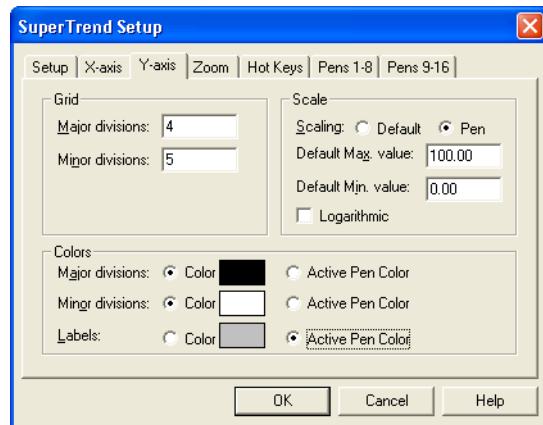 SuperTrend Setup
Setup X-axis Y-axis Zoom Hot Keys Pens 1-8 Pens 9-16
Grid
Major divisions: 4
Minor divisions: 5
Scale
Scaling: Default Pen
Default Max. value: 100.00
Default Min. value: 0.00
Logarithmic
Colors
Major divisions: Color Active Pen Color
Minor divisions: Color Active Pen Color
Labels: Color Active Pen Color
OK Cancel Help